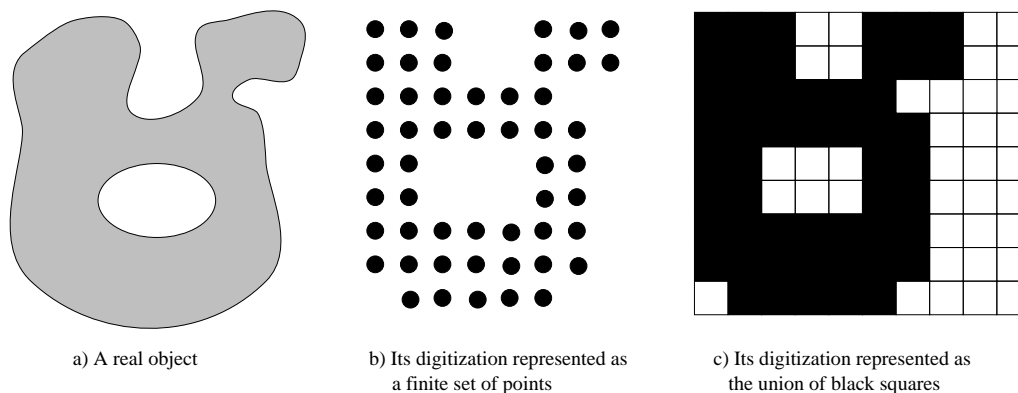 a) A real object
b) Its digitization represented as
a finite set of points
c) Its digitization represented as
the union of black squares